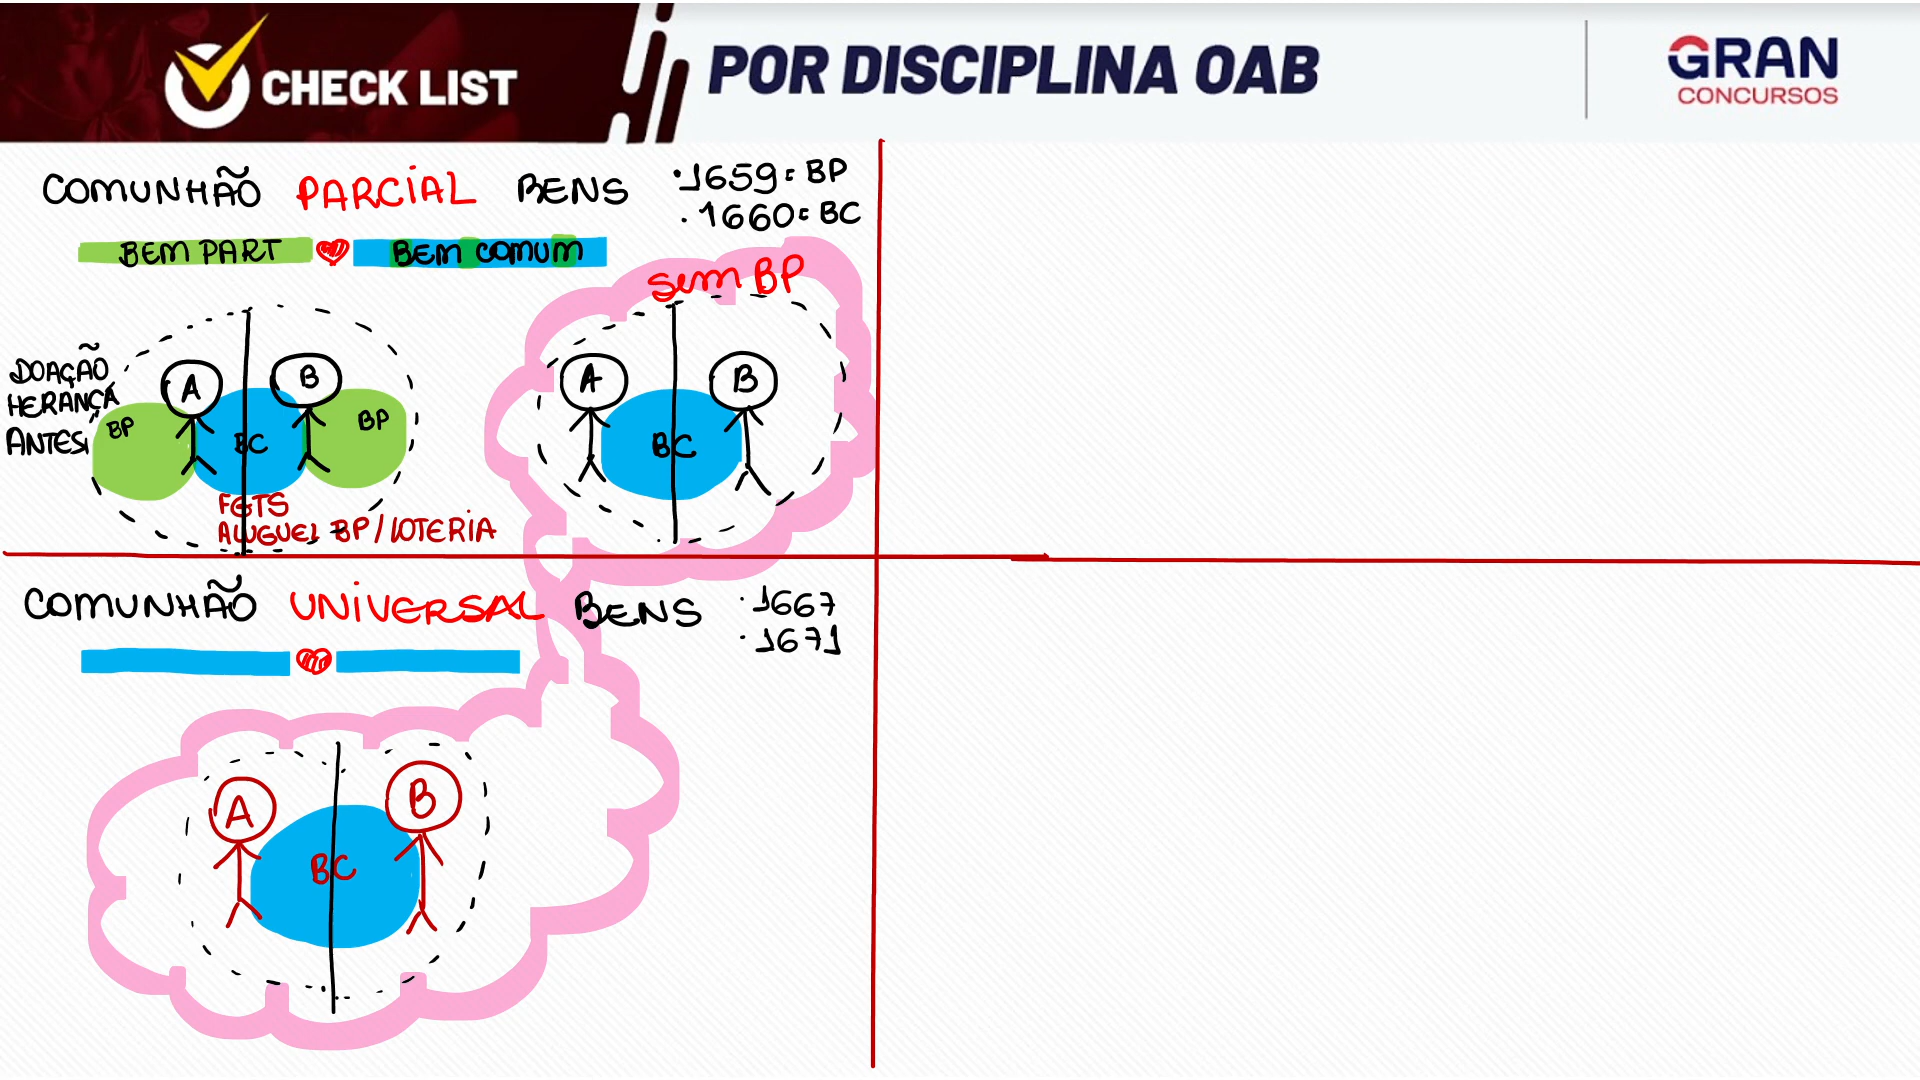 CHECK LIST
POR DISCIPLINA OAB
GRAN
CONCURSOS
COMUNHÃO PARCIAL BENS
·1659: BP
·1660: BC
BEM PART BEM COMUM
sem BP
DOAÇÃO
HERANÇA
ANTES
A B
BP BC BP
FGTS
ALUGUEL BP/LOTERIA
A B
BC
COMUNHÃO UNIVERSAL BENS
·1667
·1671
A B
BC